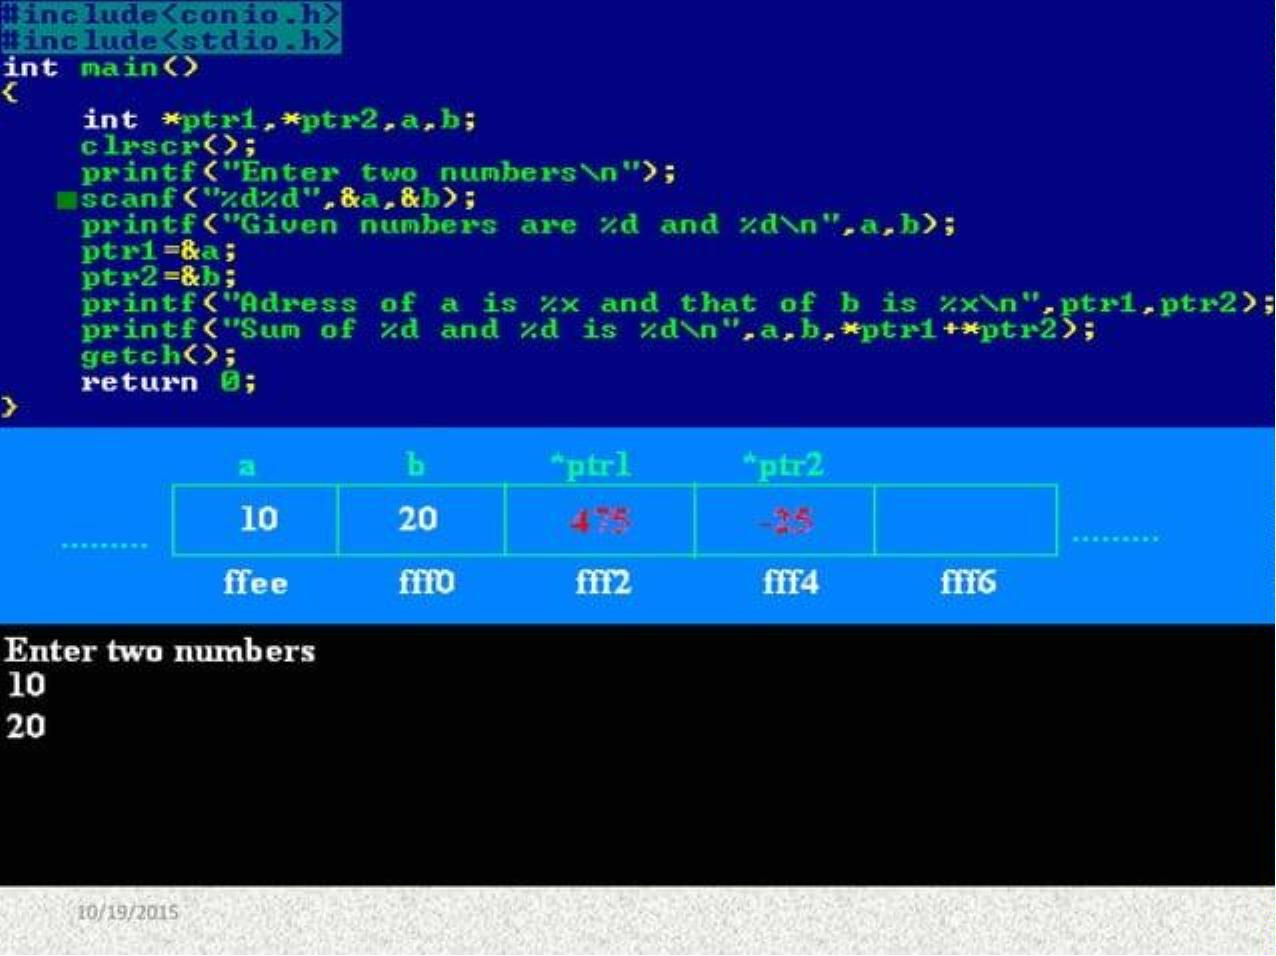 #include<conio.h>
#include<stdio.h>
int main()
{
int *ptr1,*ptr2,a,b;
clrscr();
printf("Enter two numbers\n");
scanf("%d%d",&a,&b);
printf("Given numbers are %d and %d\n",a,b);
ptr1=&a;
ptr2=&b;
printf("Adress of a is %x and that of b is %x\n",ptr1,ptr2);
printf("Sum of %d and %d is %d\n",a,b,*ptr1+*ptr2);
getch();
return 0;
}
a b *ptr1 *ptr2
......... 10 20 475 -25 .........
ffee fff0 fff2 fff4 fff6
Enter two numbers
10
20
10/19/2015